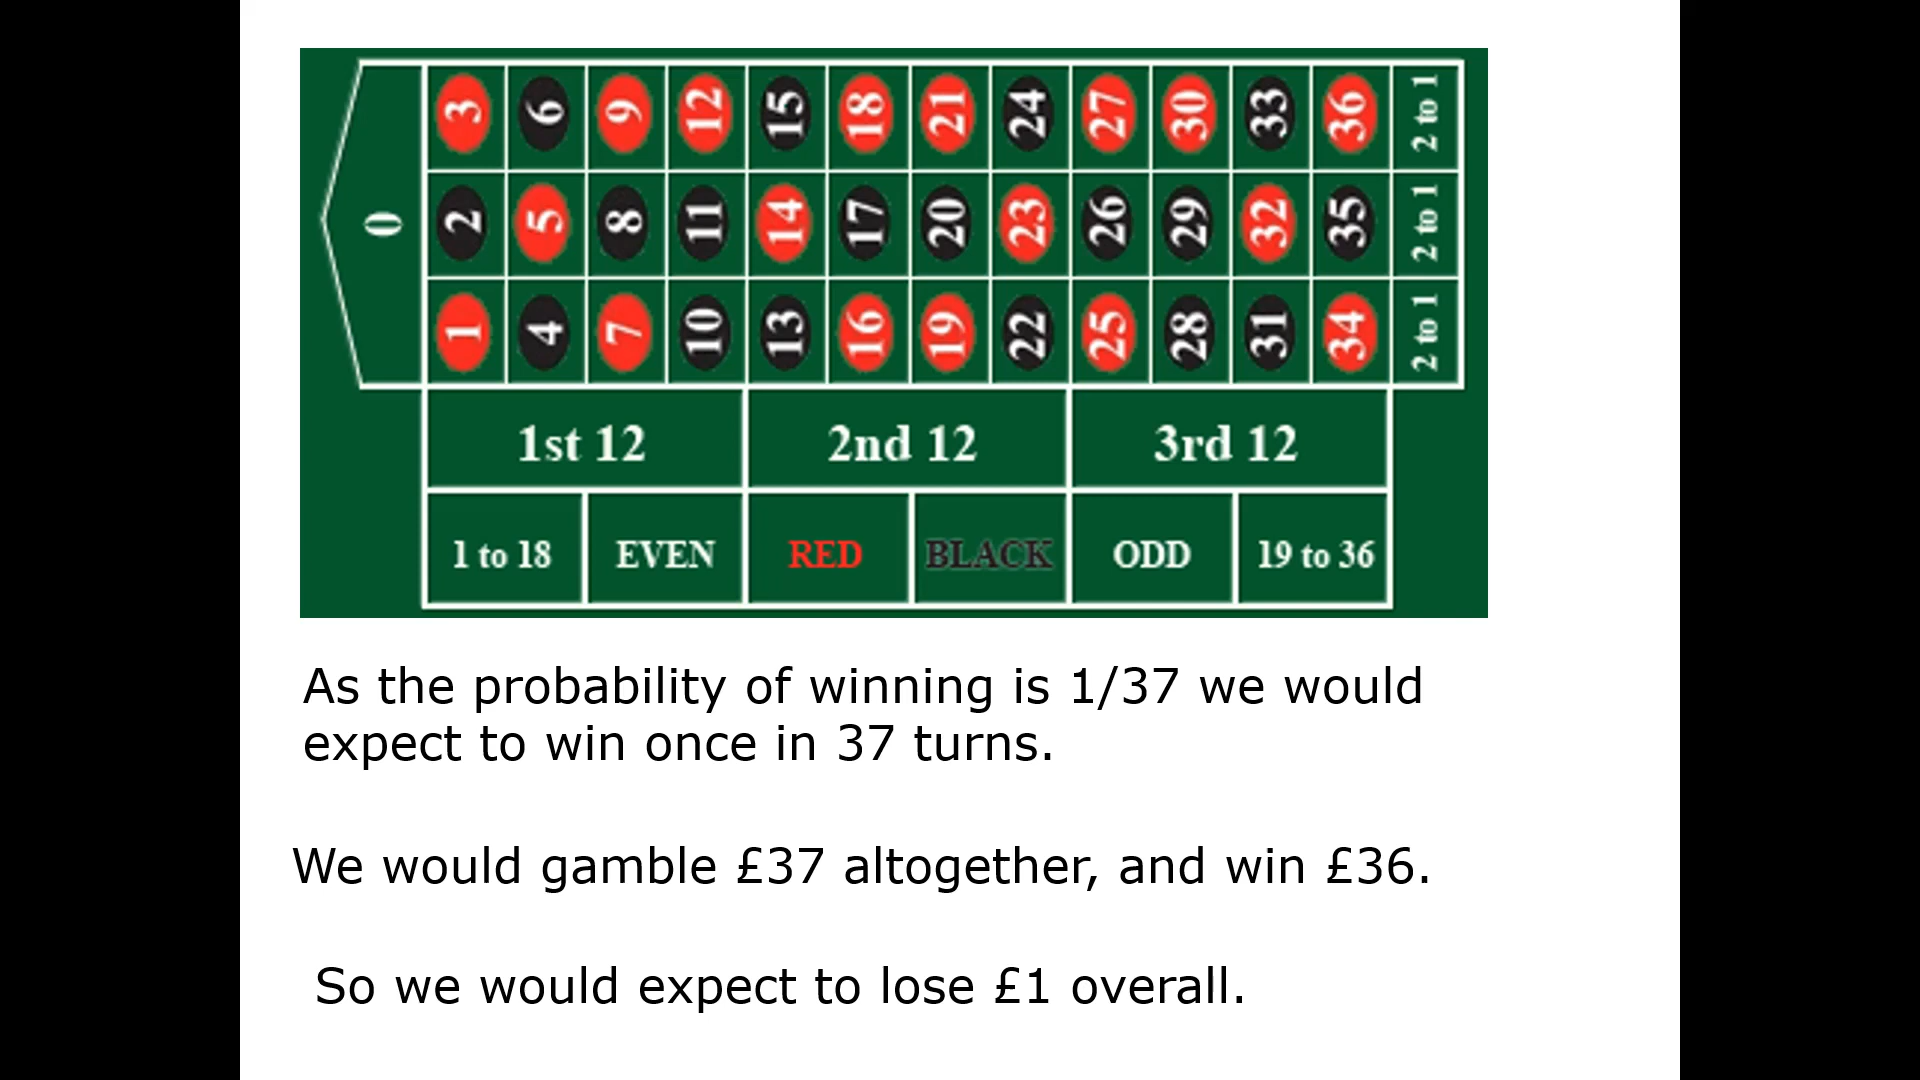 3 6 9 12 15 18 21 24 27 30 33 36 2 to 1
0 2 5 8 11 14 17 20 23 26 29 32 35 2 to 1
1 4 7 10 13 16 19 22 25 28 31 34 2 to 1
1st 12 2nd 12 3rd 12
1 to 18 EVEN RED BLACK ODD 19 to 36
As the probability of winning is 1/37 we would
expect to win once in 37 turns.
We would gamble £37 altogether, and win £36.
So we would expect to lose £1 overall.